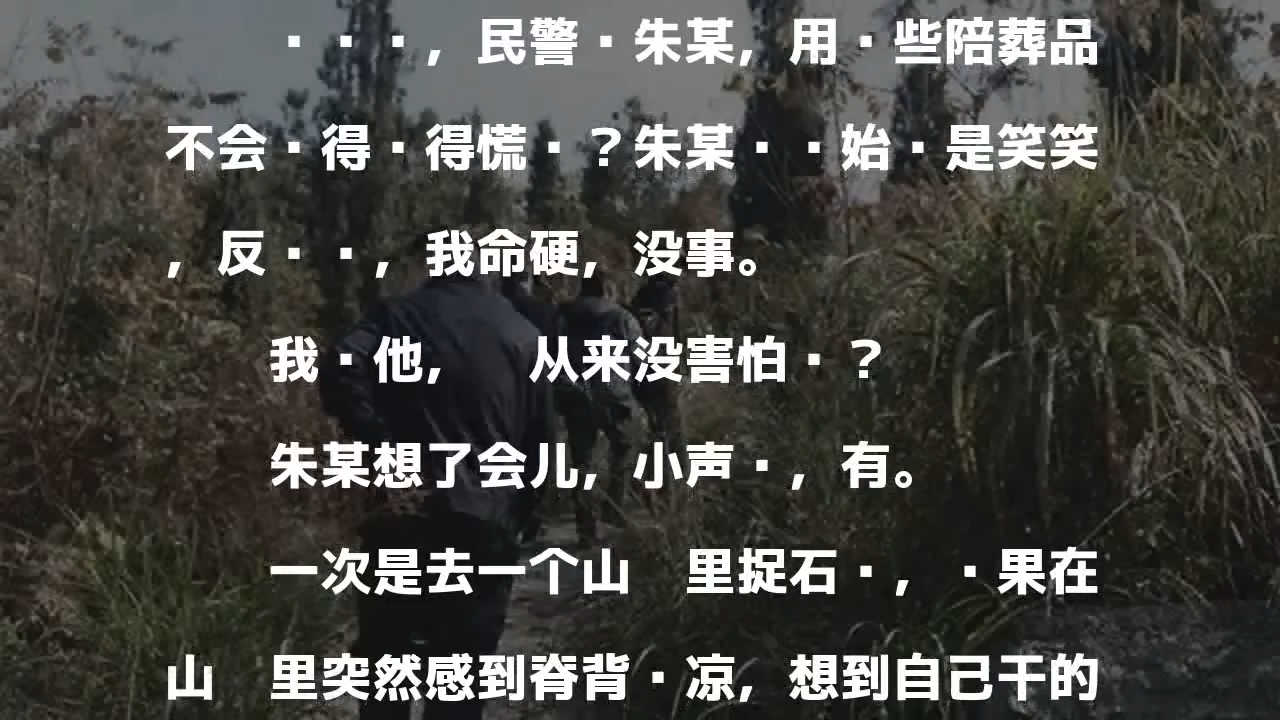 ···，民警·朱某，用·些陪葬品
不会·得·得慌·？朱某··始·是笑笑
，反··，我命硬，没事。
我·他，　从来没害怕·？
朱某想了会儿，小声·，有。
一次是去一个山　里捉石·，·果在
山　里突然感到脊背·凉，想到自己干的